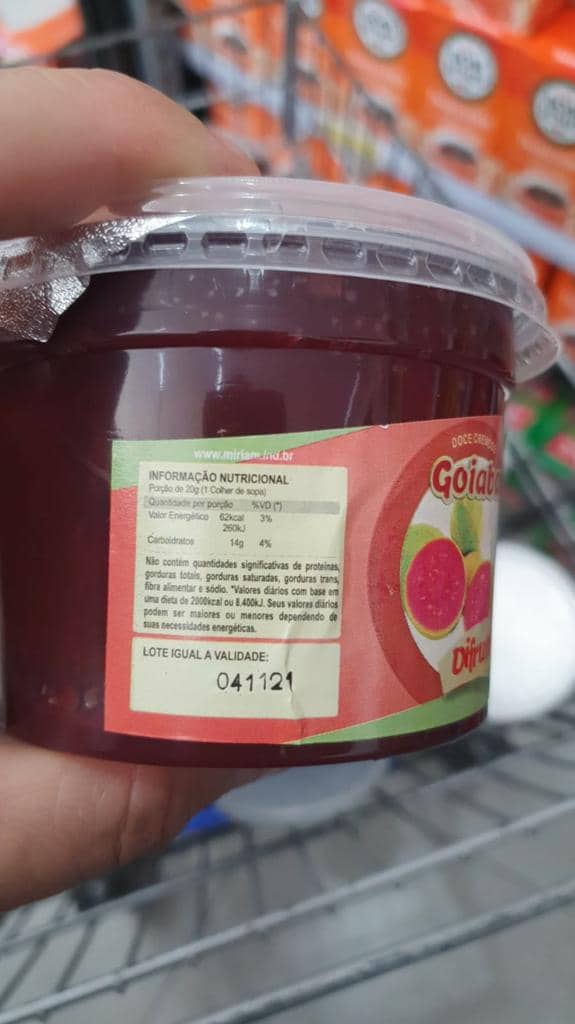 www.miriam.ind.br
INFORMAÇÃO NUTRICIONAL
Porção de 20g (1 Colher de sopa)
Quantidade por porção %VD (*)
Valor Energético 62kcal 3%
260kJ
Carboidratos 14g 4%
Não contém quantidades significativas de proteínas,
gorduras totais, gorduras saturadas, gorduras trans,
fibra alimentar e sódio. *Valores diários com base em
uma dieta de 2000kcal ou 8.400kJ. Seus valores diários
podem ser maiores ou menores dependendo de
suas necessidades energéticas.
LOTE IGUAL A VALIDADE:
041121
DOCE